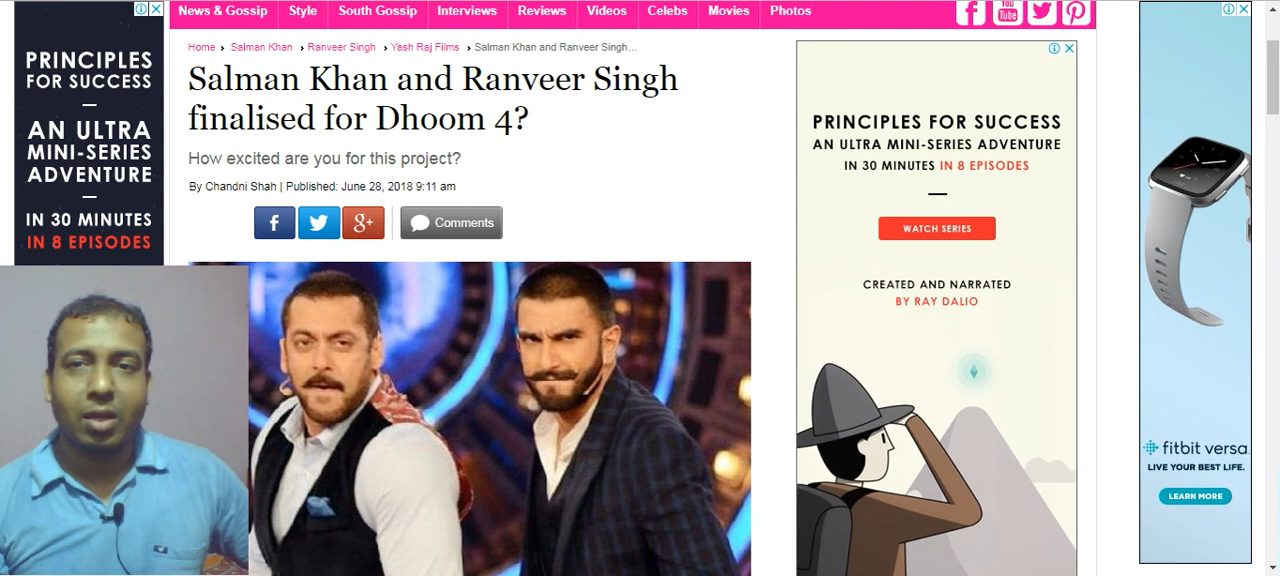 News & Gossip
Style
South Gossip
Interviews
Reviews
Videos
Celebs
Movies
Photos
f
You
Tube
PRINCIPLES
FOR SUCCESS
AN ULTRA
MINI-SERIES
ADVENTURE
IN 30 MINUTES
IN 8 EPISODES
Home › Salman Khan › Ranveer Singh › Yash Raj Films › Salman Khan and Ranveer Singh...
Salman Khan and Ranveer Singh
finalised for Dhoom 4?
How excited are you for this project?
By Chandni Shah | Published: June 28, 2018 9:11 am
f
g+
Comments
PRINCIPLES FOR SUCCESS
AN ULTRA MINI-SERIES ADVENTURE
IN 30 MINUTES IN 8 EPISODES
WATCH SERIES
CREATED AND NARRATED
BY RAY DALIO
fitbit versa
LIVE YOUR BEST LIFE.
LEARN MORE